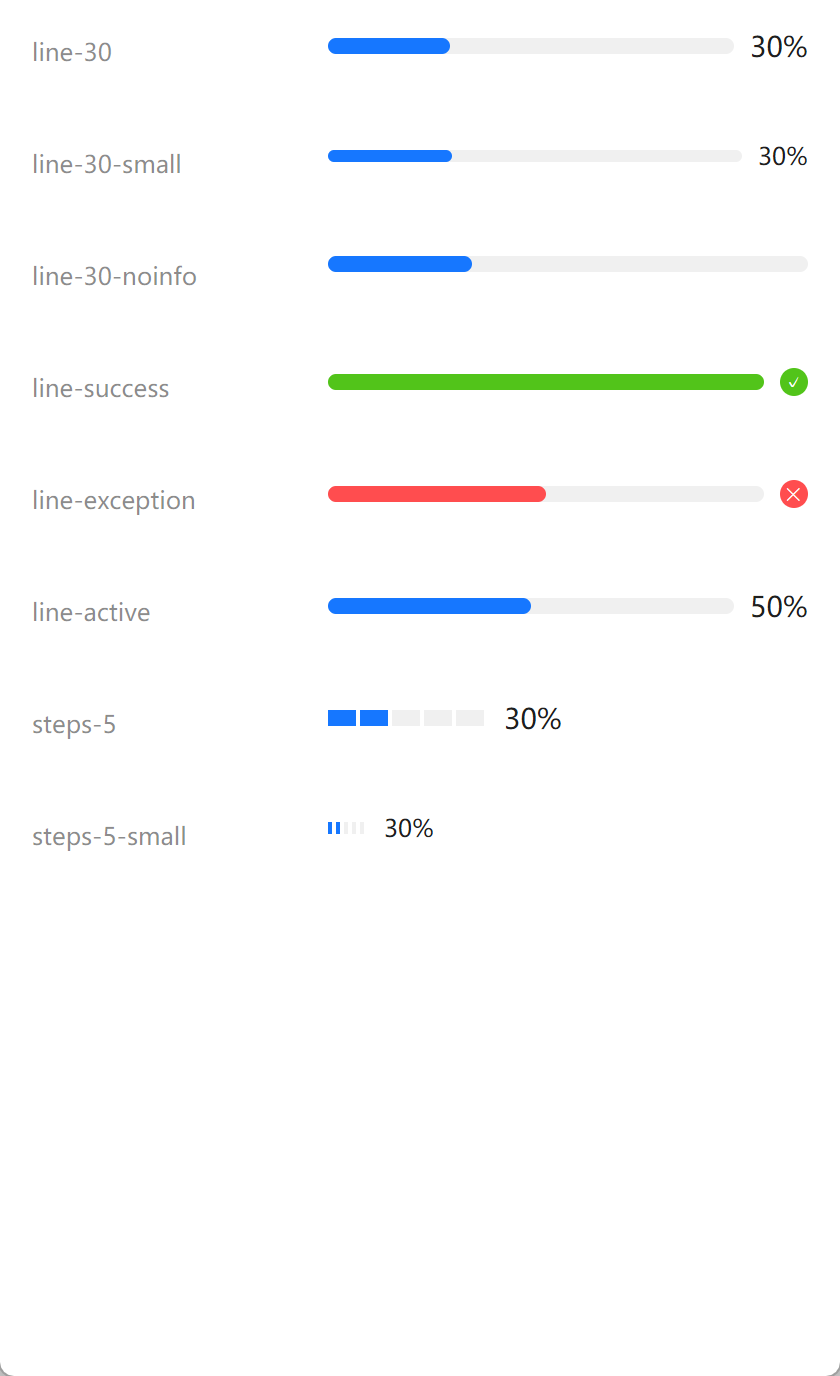 line-30 30%
line-30-small 30%
line-30-noinfo
line-success
line-exception
line-active 50%
steps-5 30%
steps-5-small 30%